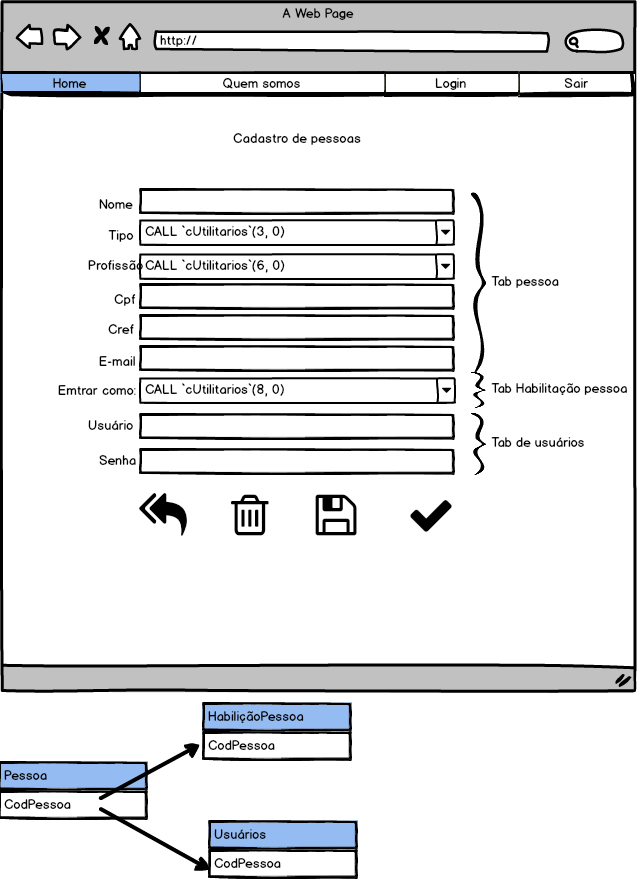 A Web Page
http://
Home Quem somos Login Sair
Cadastro de pessoas
Nome
Tipo CALL `cUtilitarios`(3, 0)
Profissão CALL `cUtilitarios`(6, 0)
Tab pessoa
Cpf
Cref
E-mail
Emtrar como: CALL `cUtilitarios`(8, 0) Tab Habilitação pessoa
Usuário
Tab de usuários
Senha
HabiliçãoPessoa
CodPessoa
Pessoa
CodPessoa
Usuários
CodPessoa